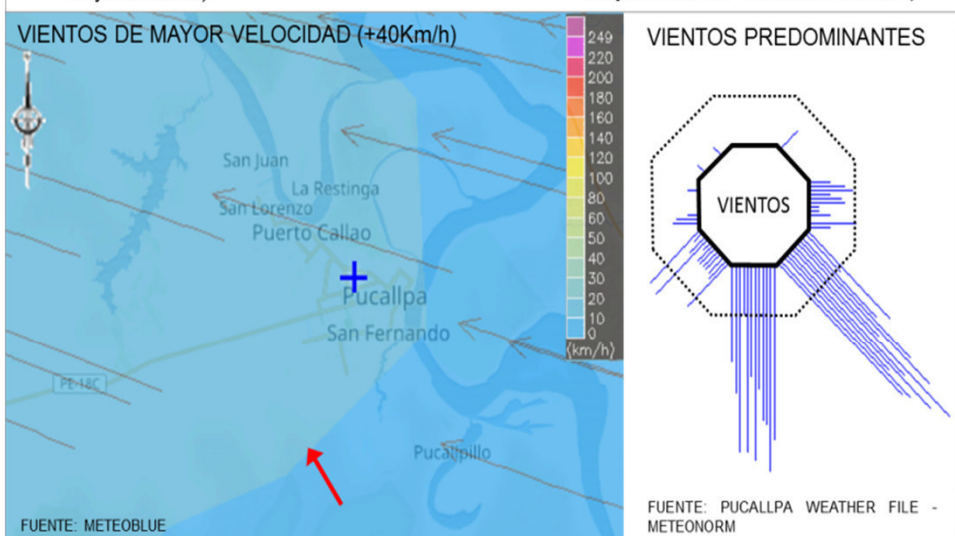 VIENTOS DE MAYOR VELOCIDAD (+40Km/h)
San Juan
La Restinga
San Lorenzo
Puerto Callao
Pucallpa
San Fernando
PE-18C
Pucallpillo
FUENTE: METEOBLUE
249
220
200
180
160
140
120
100
80
60
50
40
30
20
10
0
(km/h)
VIENTOS PREDOMINANTES
VIENTOS
FUENTE: PUCALLPA WEATHER FILE -
METEONORM